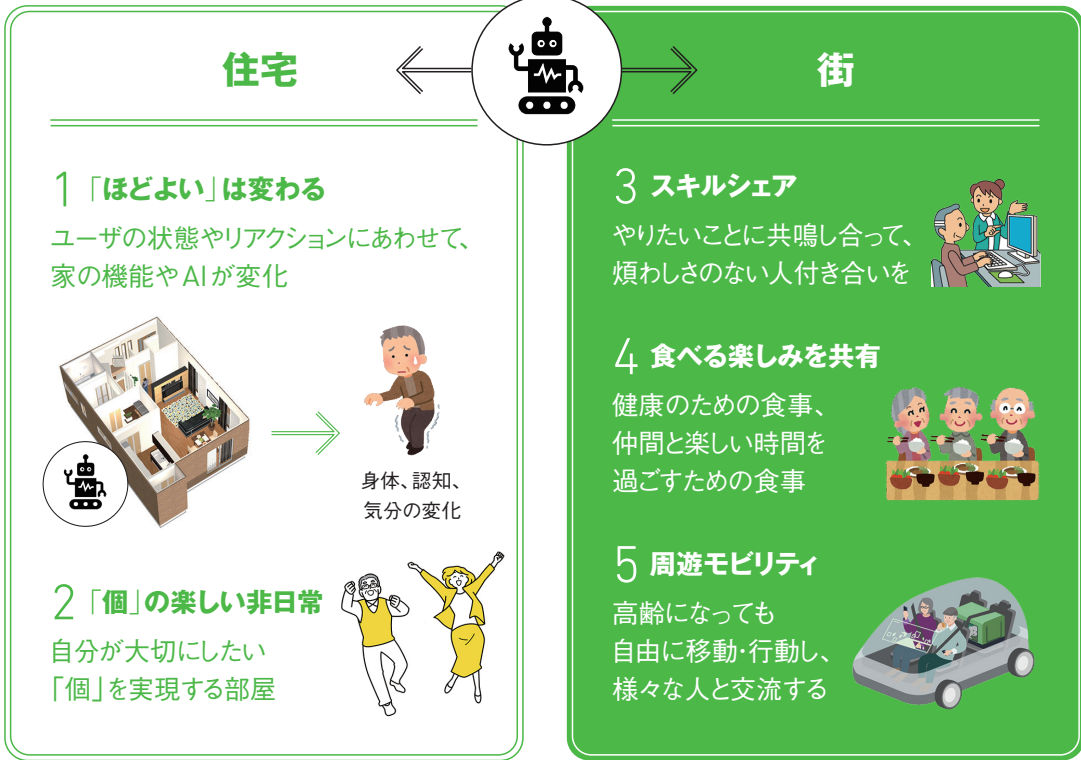 住宅
街
1「ほどよい」は変わる
ユーザの状態やリアクションにあわせて、
家の機能やAIが変化
身体、認知、
気分の変化
2「個」の楽しい非日常
自分が大切にしたい
「個」を実現する部屋
3 スキルシェア
やりたいことに共鳴し合って、
煩わしさのない人付き合いを
4 食べる楽しみを共有
健康のための食事、
仲間と楽しい時間を
過ごすための食事
5 周遊モビリティ
高齢になっても
自由に移動・行動し、
様々な人と交流する